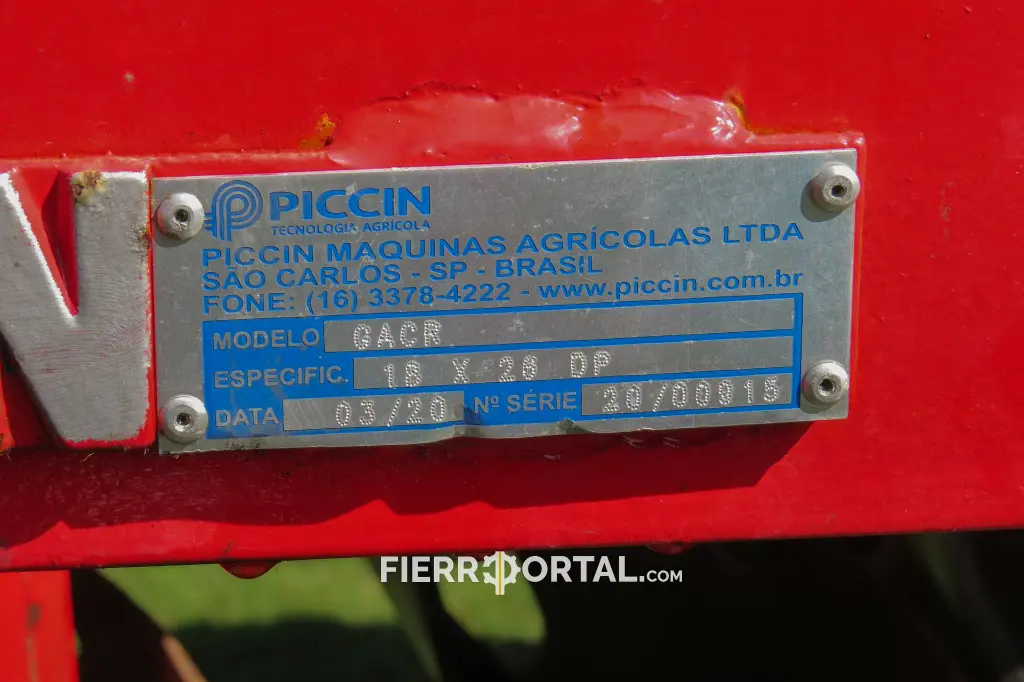 PICCIN
TECNOLOGIA AGRÍCOLA
PICCIN MAQUINAS AGRÍCOLAS LTDA
SÃO CARLOS - SP - BRASIL
FONE: (16) 3378-4222 - www.piccin.com.br
MODELO GACR
ESPECIFIC. 18 X 28 DP
DATA 03/20 Nº SÉRIE 20/00915
FIERROPORTAL.COM